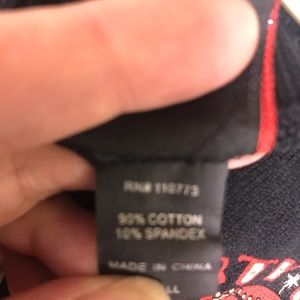 RN# 110773
90% COTTON
10% SPANDEX
MADE IN CHINA